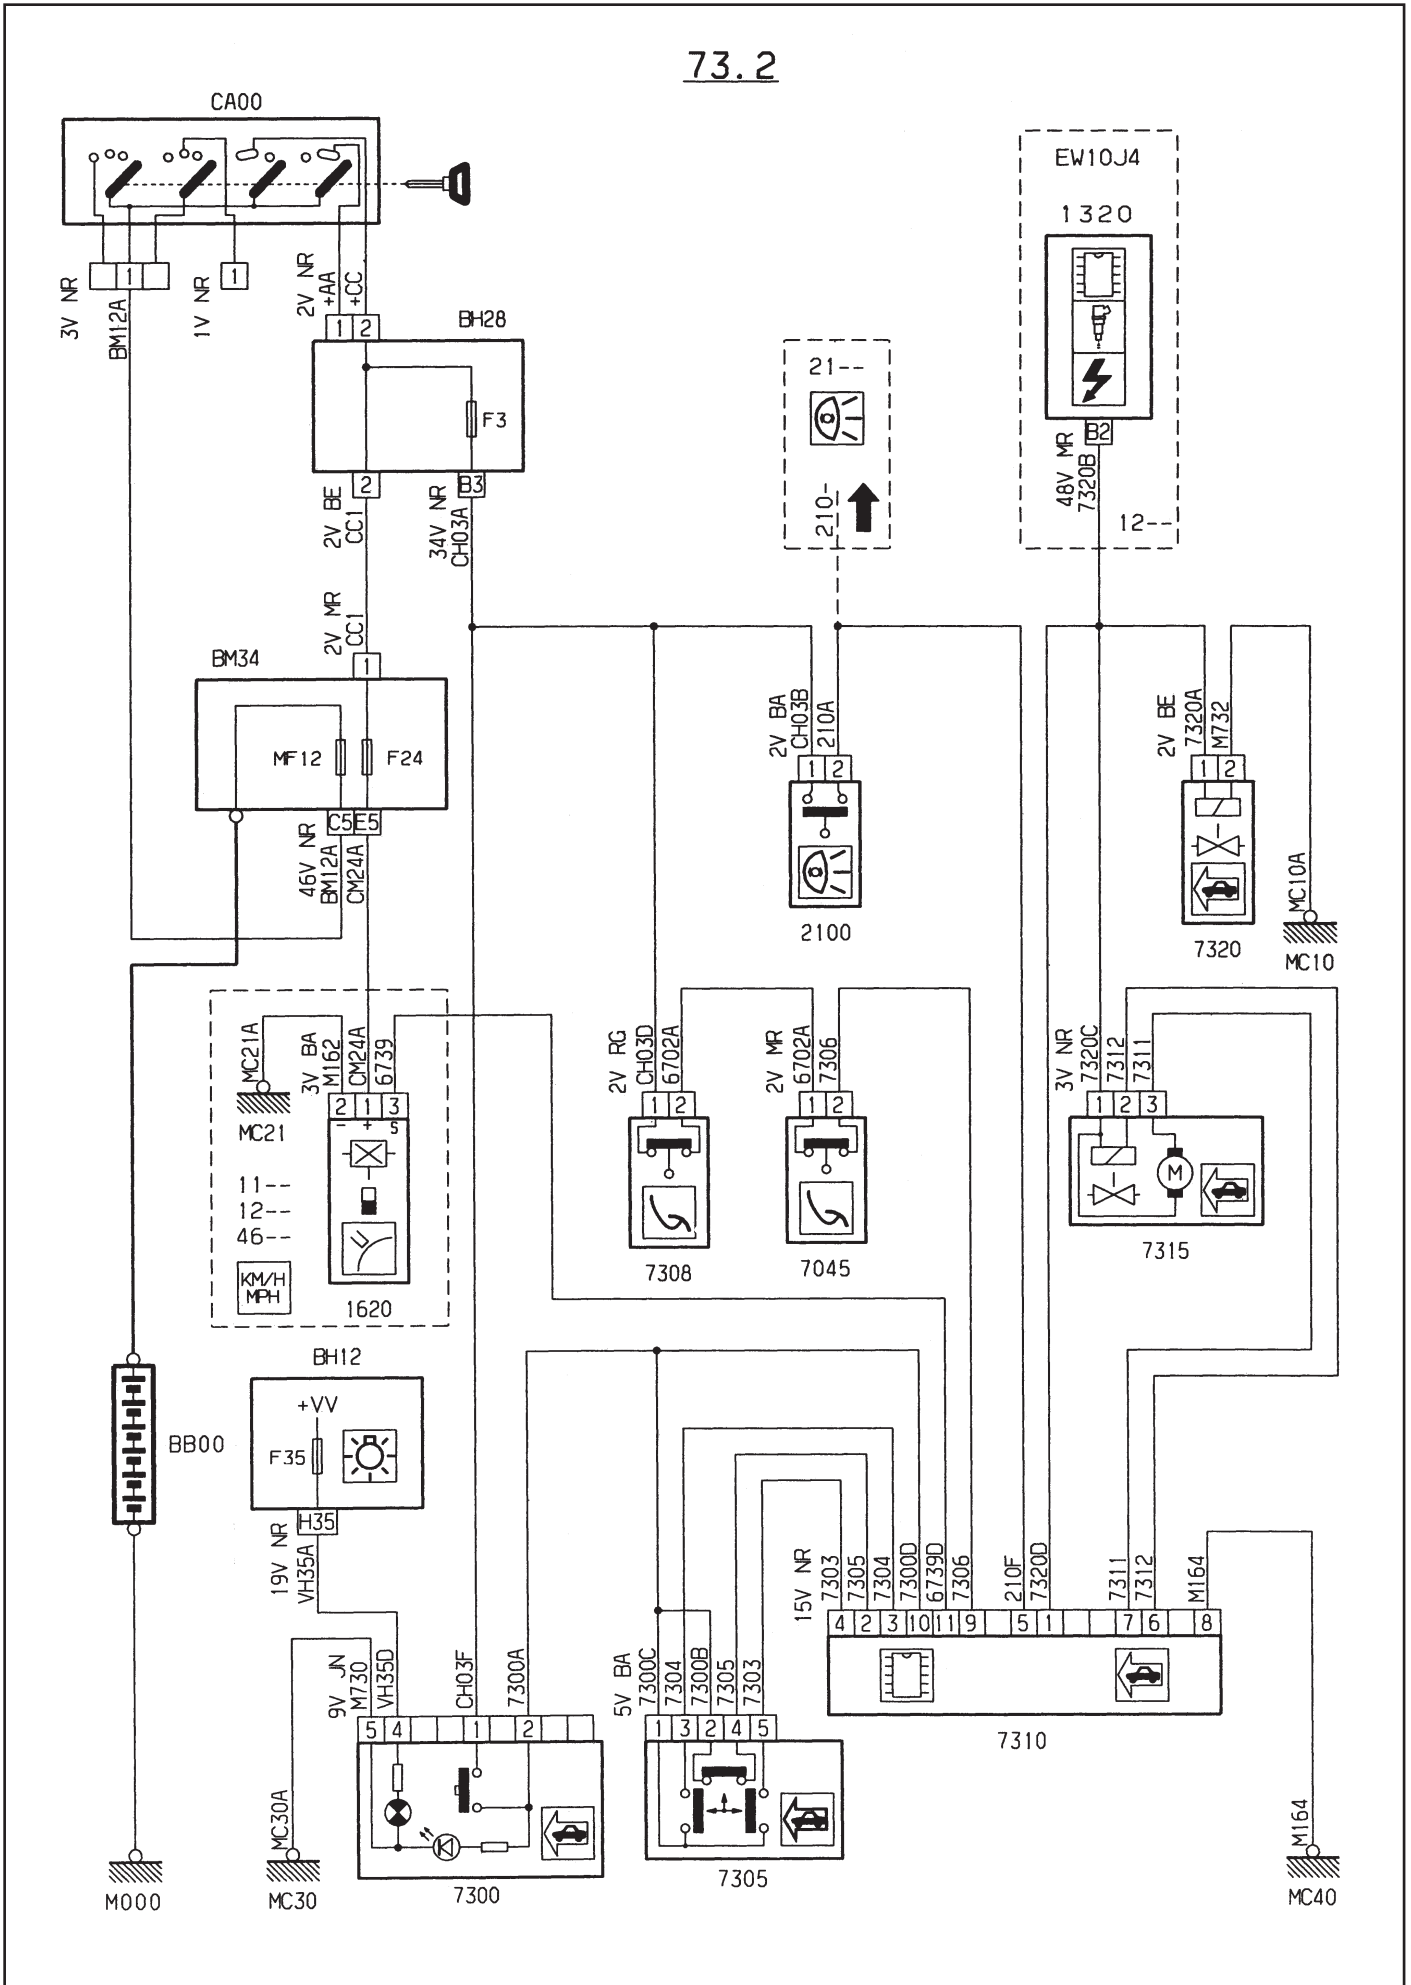 73.2
CA00
3V NR
1
BM12A
1V NR
1
2V NR
+AA
+CC
1 2
BH28
F3
2
B3
2V BE
CC1
34V NR
CH03A
2V MR
CC1
1
BM34
MF12
F24
C5 E5
46V NR
BM12A
CM24A
EW10J4
1320
B2
48V MR
7320B
12--
21--
210-
2V BA
CH03B
210A
1 2
2100
2V BE
7320A
M732
1 2
7320
MC10A
MC10
MC21A
MC21
3V BA
M162
CM24A
6739
2 1 3
- + S
11--
12--
46--
KM/H
MPH
1620
2V RG
CH03D
6702A
1 2
7308
2V MR
6702A
7306
1 2
7045
3V NR
7320C
7312
7311
1 2 3
M
7315
BB00
M000
BH12
+VV
F35
H35
19V NR
VH35A
MC30A
MC30
9V JN
M730
VH35D
CH03F
7300A
5 4 1 2
7300
5V BA
7300C
7304
7300B
7305
7303
1 3 2 4 5
7305
15V NR
7303
7305
7304
7300D
6739D
7306
210F
7320D
7311
7312
M164
4 2 3 10 11 9 5 1 7 6 8
7310
M164
MC40